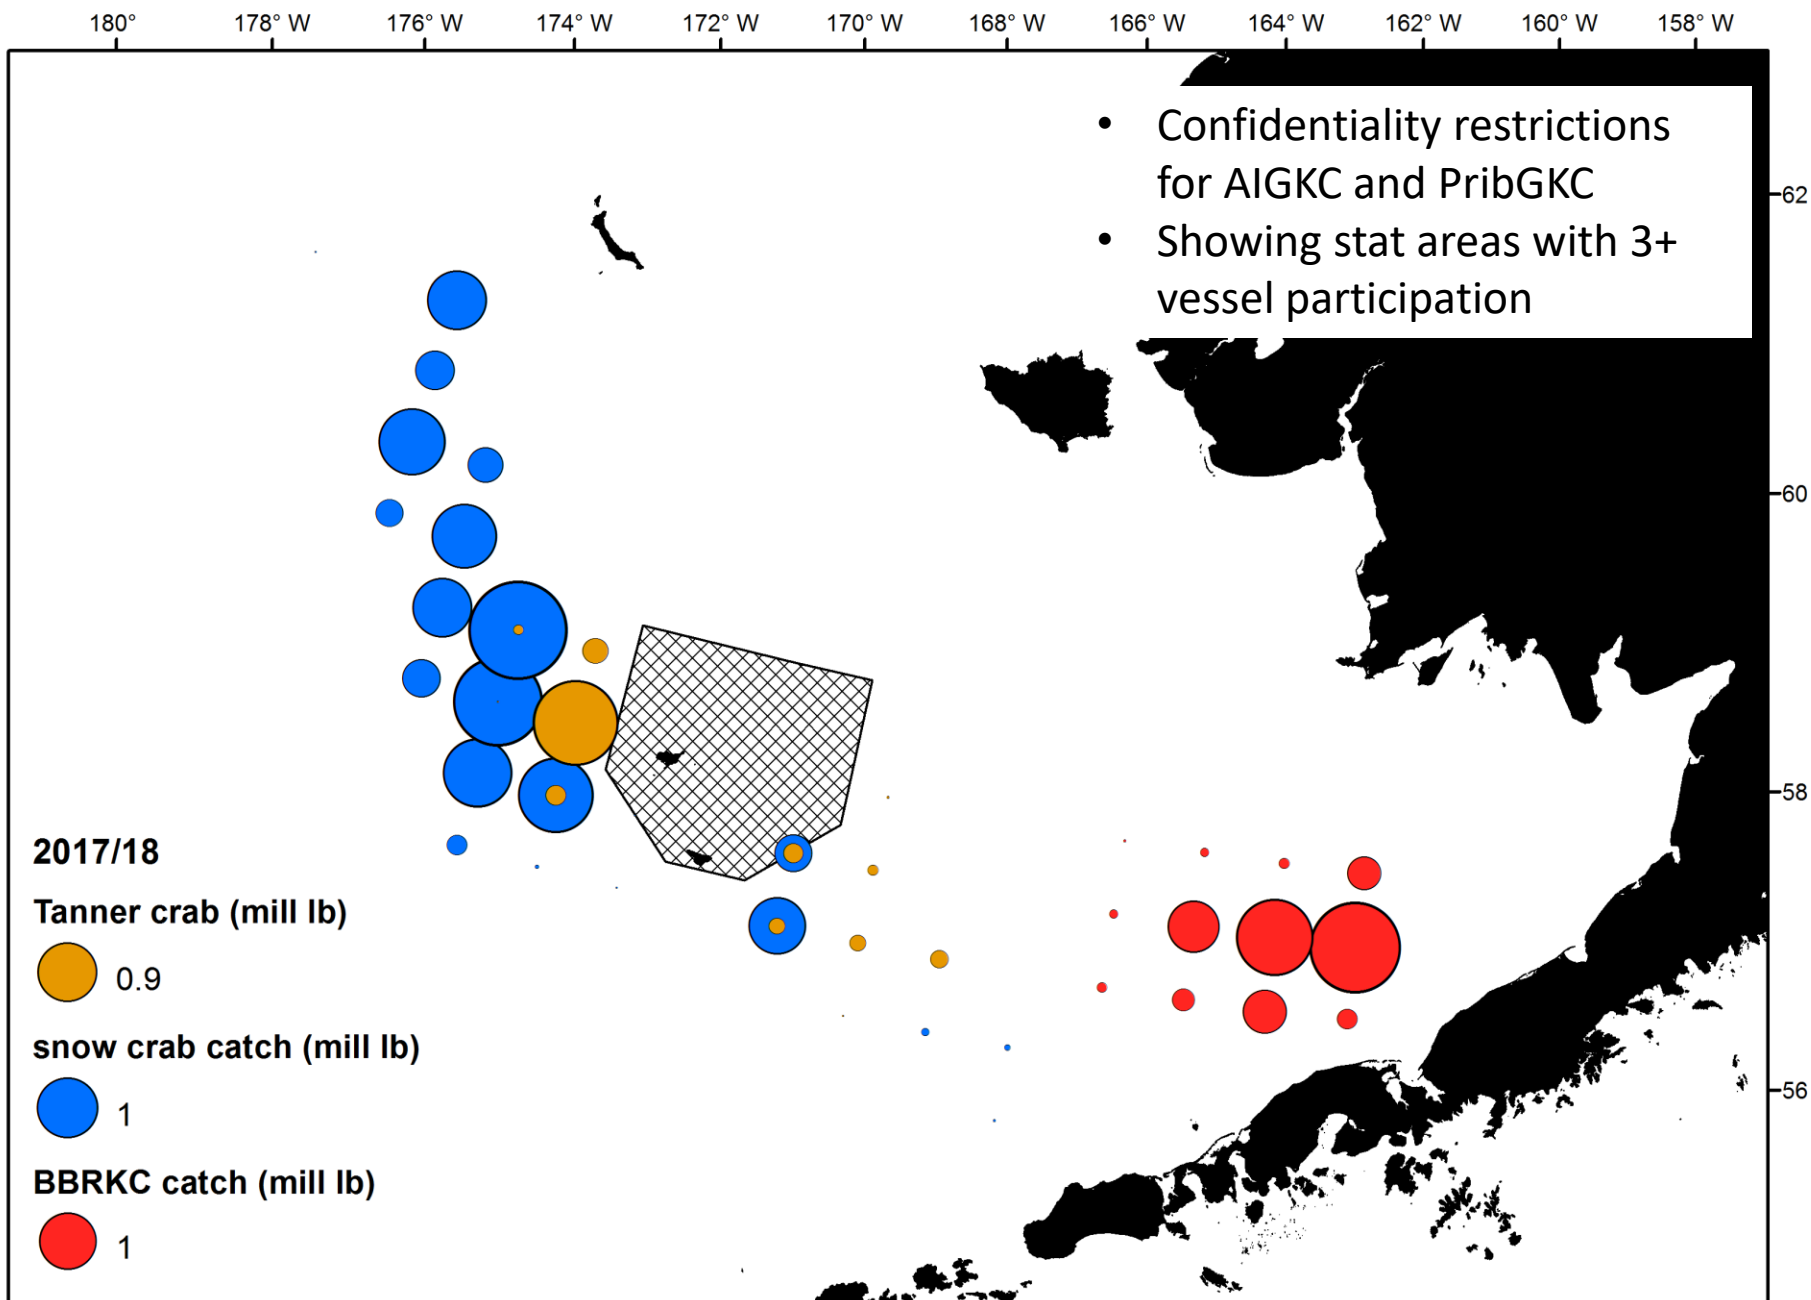 180° 178° W 176° W 174° W 172° W 170° W 168° W 166° W 164° W 162° W 160° W 158° W
• Confidentiality restrictions
for AIGKC and PribGKC
• Showing stat areas with 3+
vessel participation
62
60
58
56
2017/18
Tanner crab (mill lb)
0.9
snow crab catch (mill lb)
1
BBRKC catch (mill lb)
1